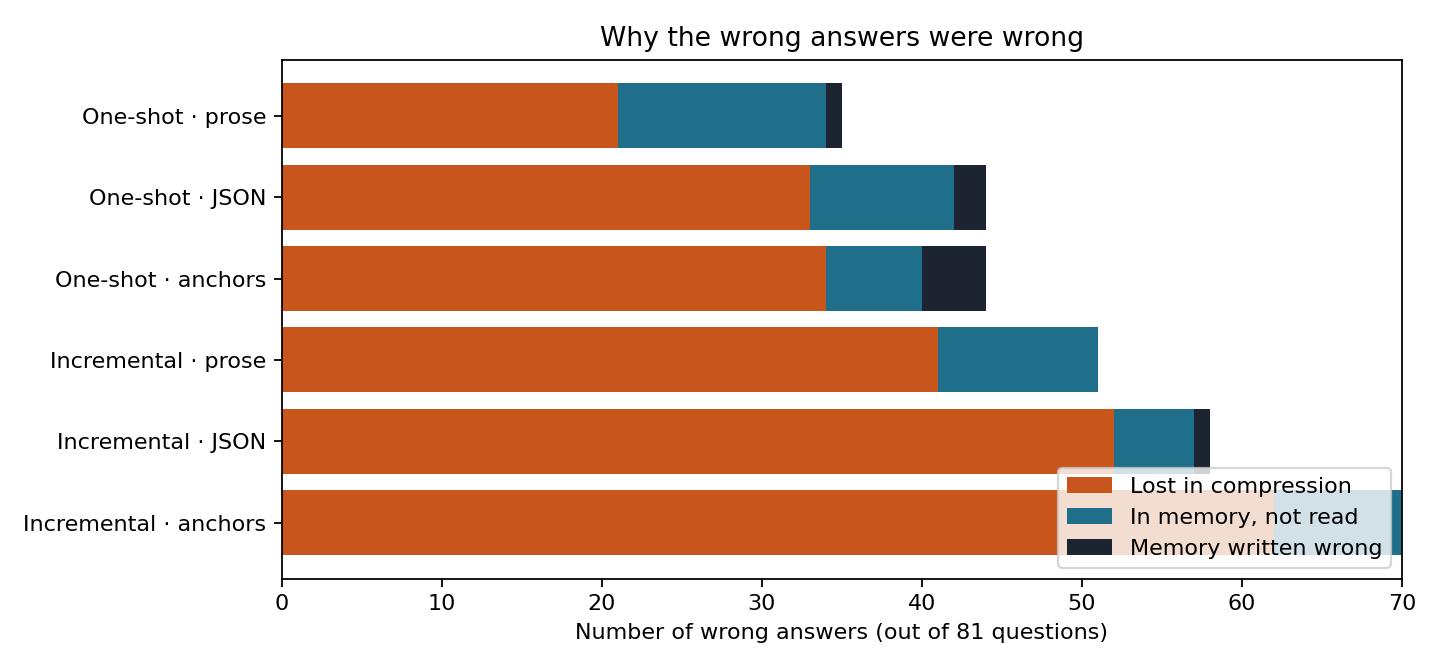 Why the wrong answers were wrong
One-shot · prose
One-shot · JSON
One-shot · anchors
Incremental · prose
Incremental · JSON
Incremental · anchors
Lost in compression
In memory, not read
Memory written wrong
0 10 20 30 40 50 60 70
Number of wrong answers (out of 81 questions)